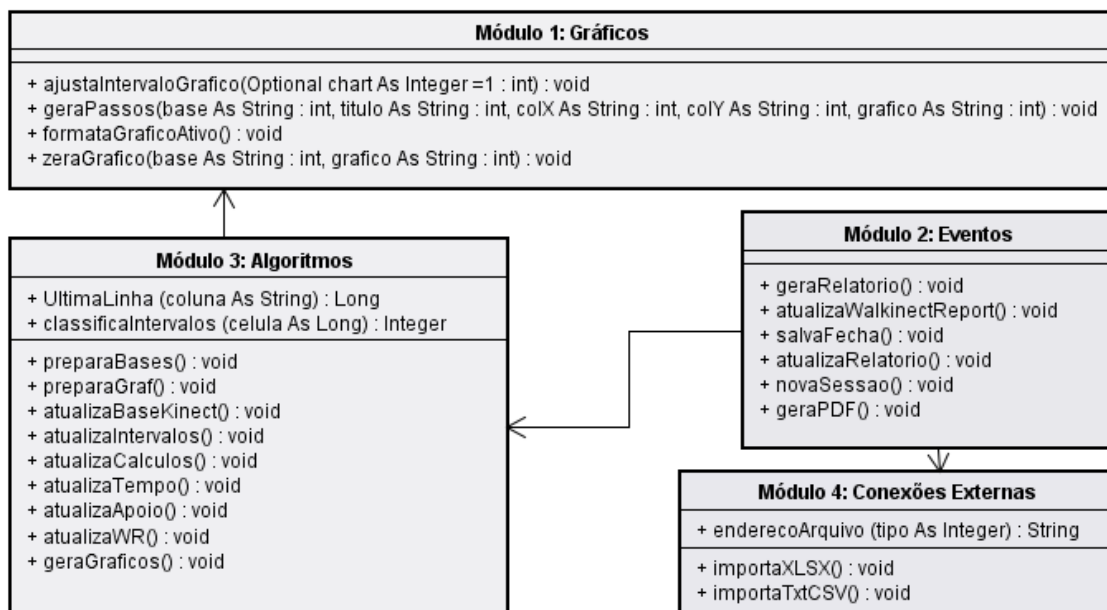 Módulo 1: Gráficos
+ ajustaIntervaloGrafico(Optional chart As Integer =1 : int) : void
+ geraPassos(base As String : int, titulo As String : int, colX As String : int, colY As String : int, grafico As String : int) : void
+ formataGraficoAtivo() : void
+ zeraGrafico(base As String : int, grafico As String : int) : void
Módulo 3: Algoritmos
+ UltimaLinha (coluna As String) : Long
+ classificaIntervalos (celula As Long) : Integer
+ preparaBases() : void
+ preparaGraf() : void
+ atualizaBaseKinect() : void
+ atualizaIntervalos() : void
+ atualizaCalculos() : void
+ atualizaTempo() : void
+ atualizaApoio() : void
+ atualizaWR() : void
+ geraGraficos() : void
Módulo 2: Eventos
+ geraRelatorio() : void
+ atualizaWalkinectReport() : void
+ salvaFecha() : void
+ atualizaRelatorio() : void
+ novaSessao() : void
+ geraPDF() : void
Módulo 4: Conexões Externas
+ enderecoArquivo (tipo As Integer) : String
+ importaXLSX() : void
+ importaTxtCSV() : void